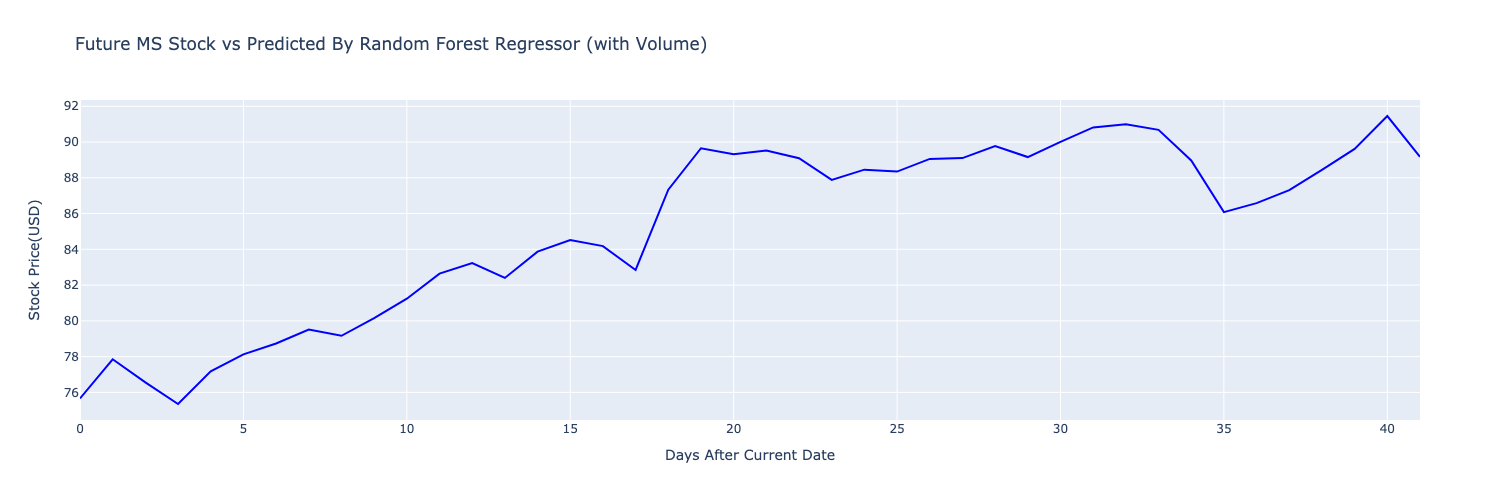 Future MS Stock vs Predicted By Random Forest Regressor (with Volume)
Stock Price(USD)
92
90
88
86
84
82
80
78
76
0 5 10 15 20 25 30 35 40
Days After Current Date